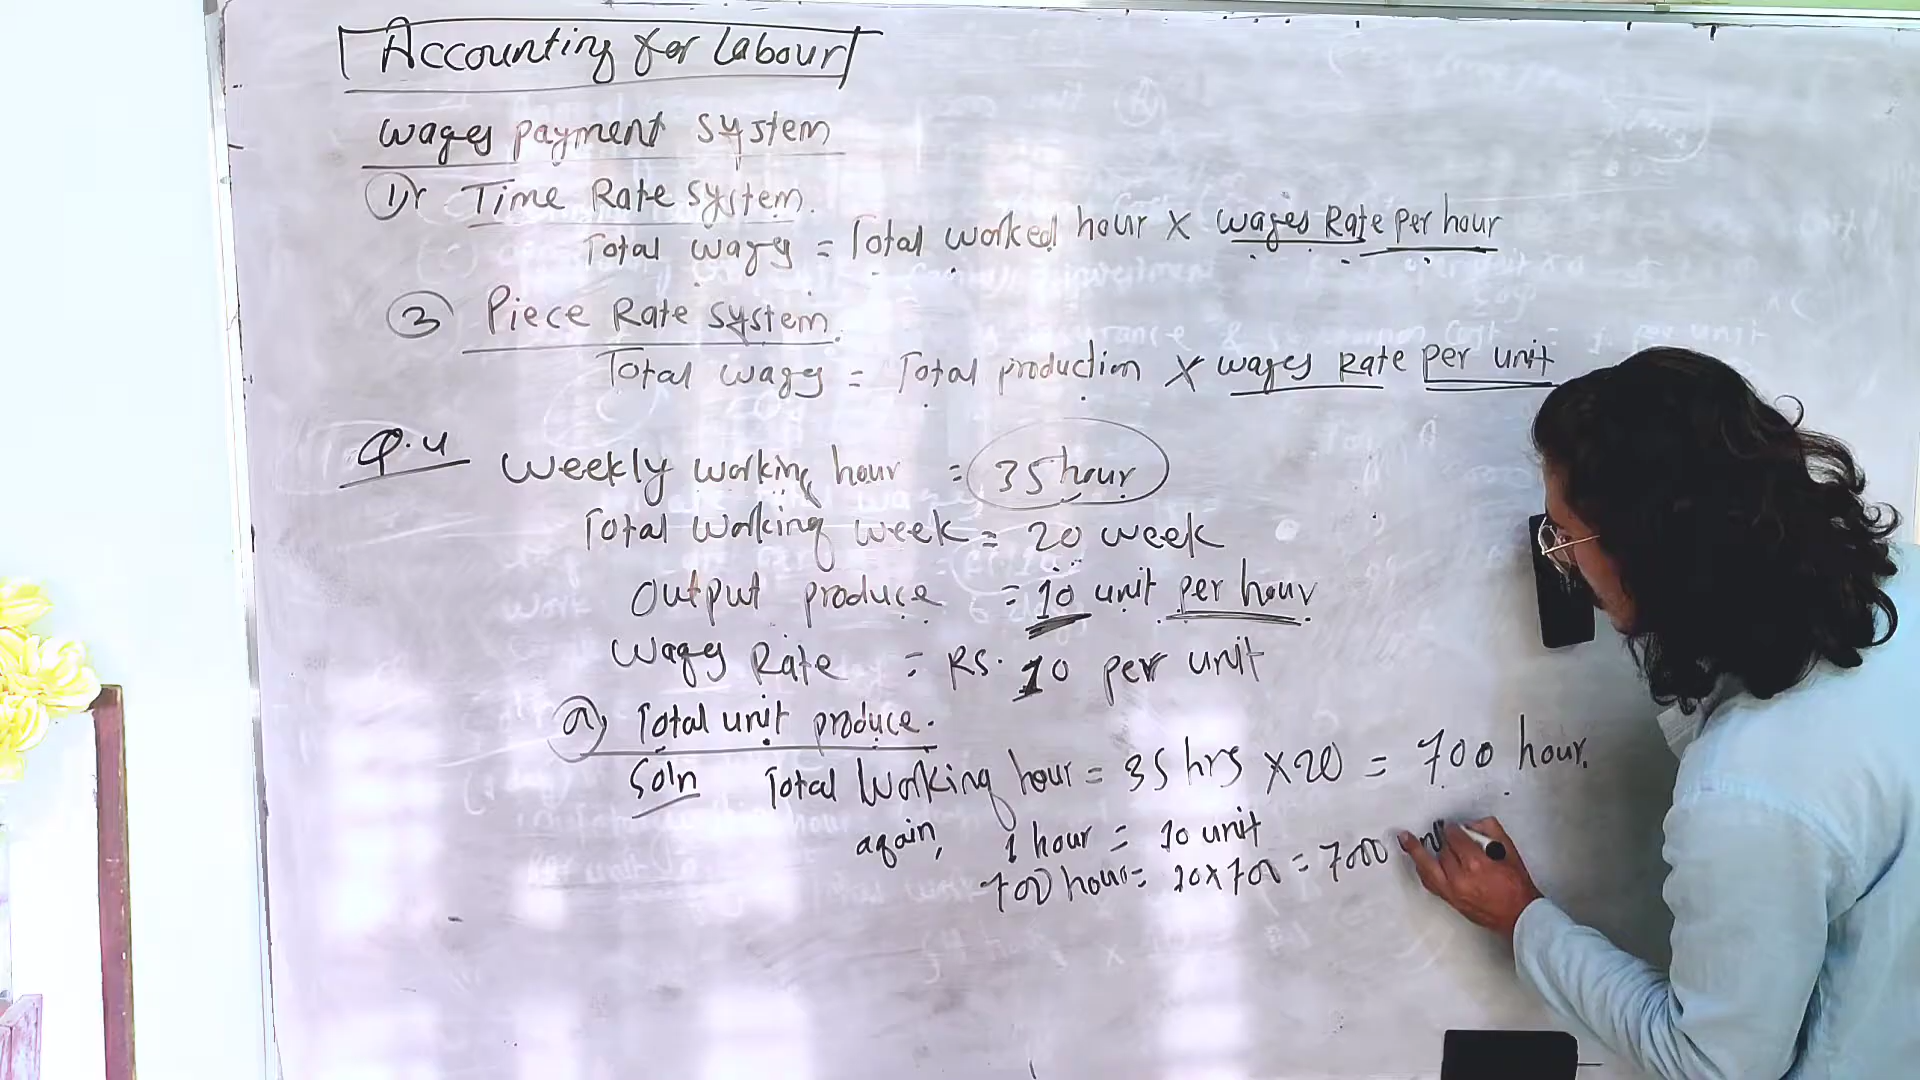 Accounting for Labour
Wages payment system
1) Time Rate System.
Total wages = Total worked hour × wages Rate per hour
3 Piece Rate System.
Total wages = Total production × wages Rate per unit
Q.4 Weekly working hour = 35 hour
Total working week = 20 week
Output produce = 10 unit per hour
Wages Rate = RS. 10 per unit
a) Total unit produce.
Soln Total Working hour = 35 hrs × 20 = 700 hour.
again, 1 hour = 10 unit
700 hour = 10 × 700 = 7000